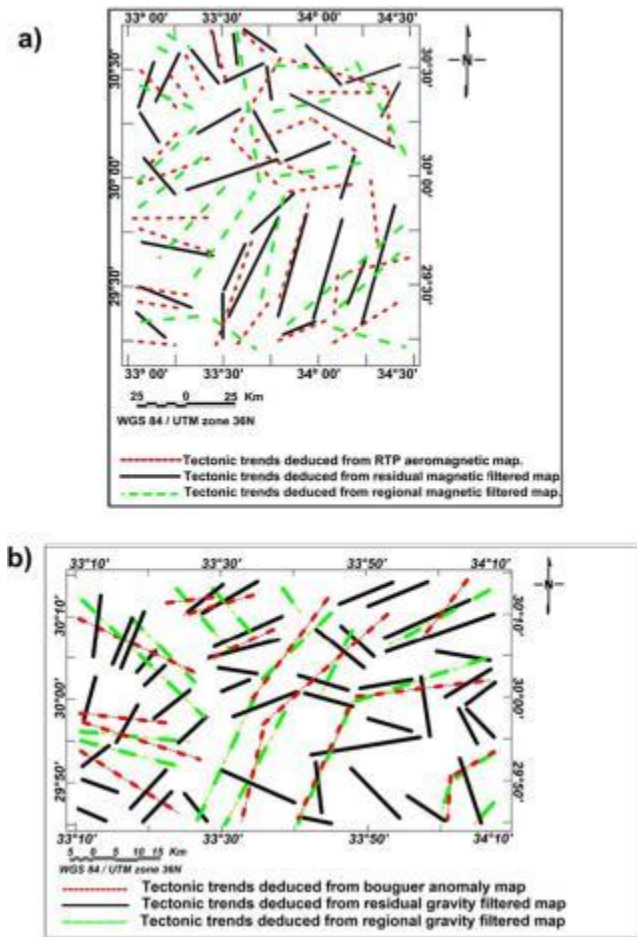 a)
33°00' 33°30' 34°00' 34°30'
N
30°30' 30°30'
30° 00' 30° 00'
29°30' 29°30'
33° 00' 33°30' 34° 00' 34°30'
25 0 25 Km
WGS 84 / UTM zone 36N
Tectonic trends deduced from RTP aeromagnetic map.
Tectonic trends deduced from residual magnetic filtered map
Tectonic trends deduced from regional magnetic filtered map.
b)
33°10' 33°30' 33°50' 34°10'
N
30°10' 30°10'
30°00' 30°00'
29°50' 29°50'
33°10' 33°30' 33°50' 34°10'
5 0 5 10 15 Km
WGS 84 / UTM zone 36N
Tectonic trends deduced from bouguer anomaly map
Tectonic trends deduced from residual gravity filtered map
Tectonic trends deduced from regional gravity filtered map